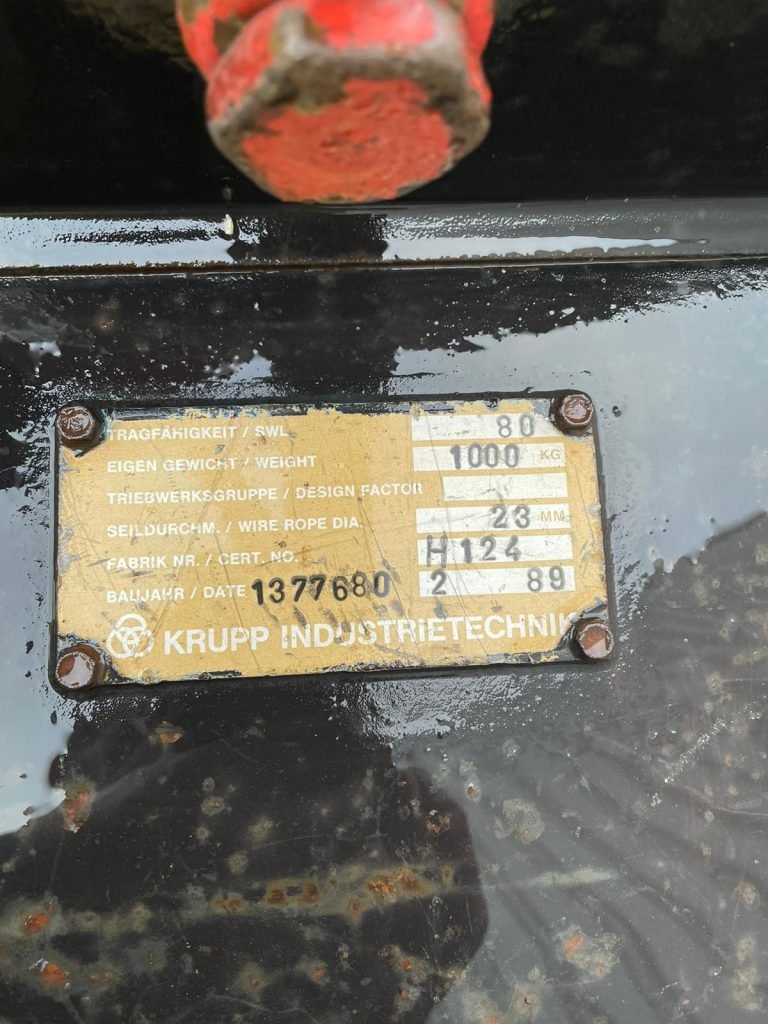 TRAGFÄHIGKEIT / SWL 80
EIGEN GEWICHT / WEIGHT 1000 KG
TRIEBWERKSGRUPPE / DESIGN FACTOR
SEILDURCHM. / WIRE ROPE DIA. 23 MM
FABRIK NR. / CERT. NO. H124
BAUJAHR / DATE 1377680 2 89
KRUPP INDUSTRIETECHNIK